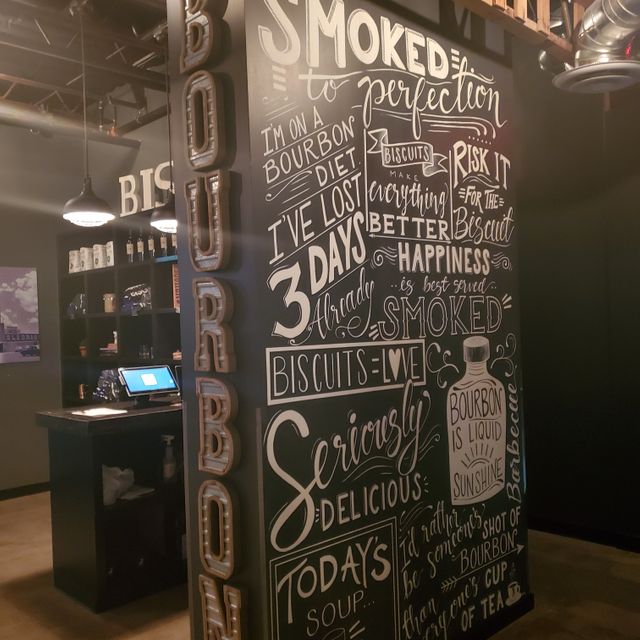 BOURBON
BIS
SMOKED
to perfection
I'M ON A
BOURBON
DIET
I'VE LOST
3 DAYS
Already
BISCUITS
MAKE
everything
BETTER
RISK IT
FOR THE
Biscuit
HAPPINESS
is best served
SMOKED
BISCUITS = LOVE
BOURBON
IS LIQUID
SUNSHINE
Barbecue
Seriously
DELICIOUS
TODAY'S
SOUP...
I'd rather
be someone's
SHOT OF
BOURBON
than
everyone's CUP
OF TEA